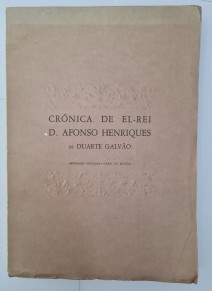 CRÓNICA DE EL-REI
D. AFONSO HENRIQUES
DE DUARTE GALVÃO